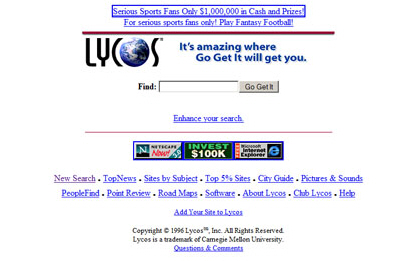 Serious Sports Fans Only $1,000,000 in Cash and Prizes!
For serious sports fans only! Play Fantasy Football!
LYCOS® It's amazing where
Go Get It will get you.
Find: Go Get It
Enhance your search.
NETSCAPE Now! INVEST $100K Microsoft Internet Explorer
New Search • TopNews • Sites by Subject • Top 5% Sites • City Guide • Pictures & Sounds
PeopleFind • Point Review • Road Maps • Software • About Lycos • Club Lycos • Help
Add Your Site to Lycos
Copyright © 1996 Lycos™, Inc. All Rights Reserved.
Lycos is a trademark of Carnegie Mellon University.
Questions & Comments